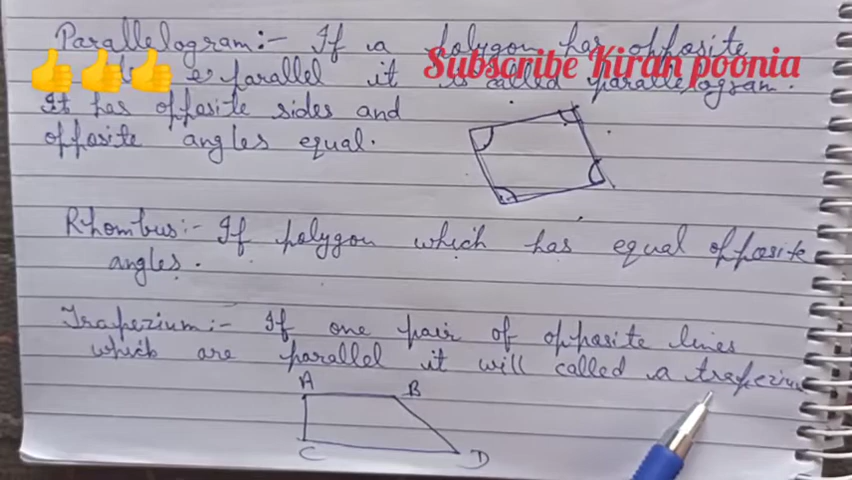 Parallelogram:- If a polygon has opposite
Subscribe Kiran poonia
👍👍👍 parallel it is called parallelogram.
It has opposite sides and
opposite angles equal.
Rhombus:- If polygon which has equal opposite
angles.
Trapezium:- If one pair of opposite lines
which are parallel it will called a trapezium
A B
C D